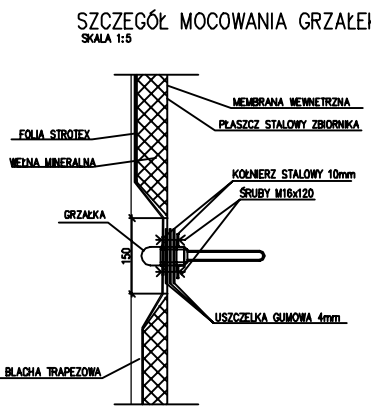 SZCZEGÓŁ MOCOWANIA GRZAŁEK
SKALA 1:5
MEMBRANA WEWNETRZNA
PŁASZCZ STALOWY ZBIORNIKA
FOLIA STROTEX
WEŁNA MINERALNA
KOŁNIERZ STALOWY 10mm
ŚRUBY M16x120
GRZAŁKA
150
USZCZELKA GUMOWA 4mm
BLACHA TRAPEZOWA